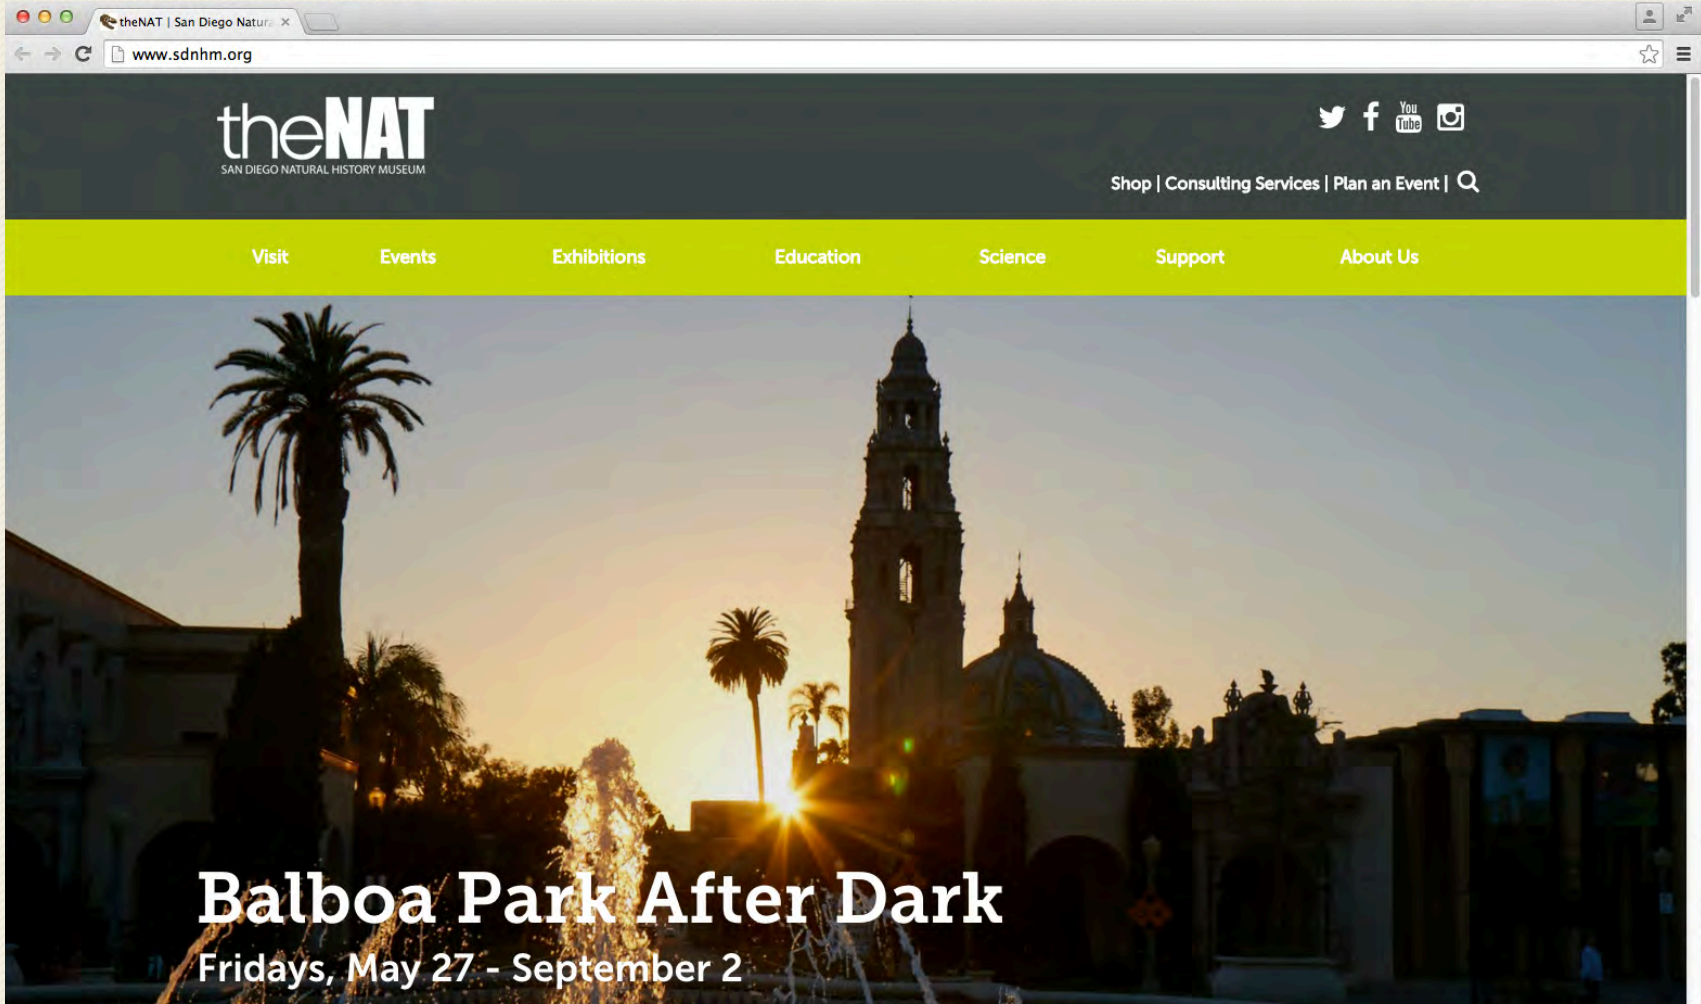 theNAT | San Diego Natur
www.sdnhm.org
theNAT
SAN DIEGO NATURAL HISTORY MUSEUM
You
Tube
Shop | Consulting Services | Plan an Event |
Visit Events Exhibitions Education Science Support About Us
Balboa Park After Dark
Fridays, May 27 - September 2